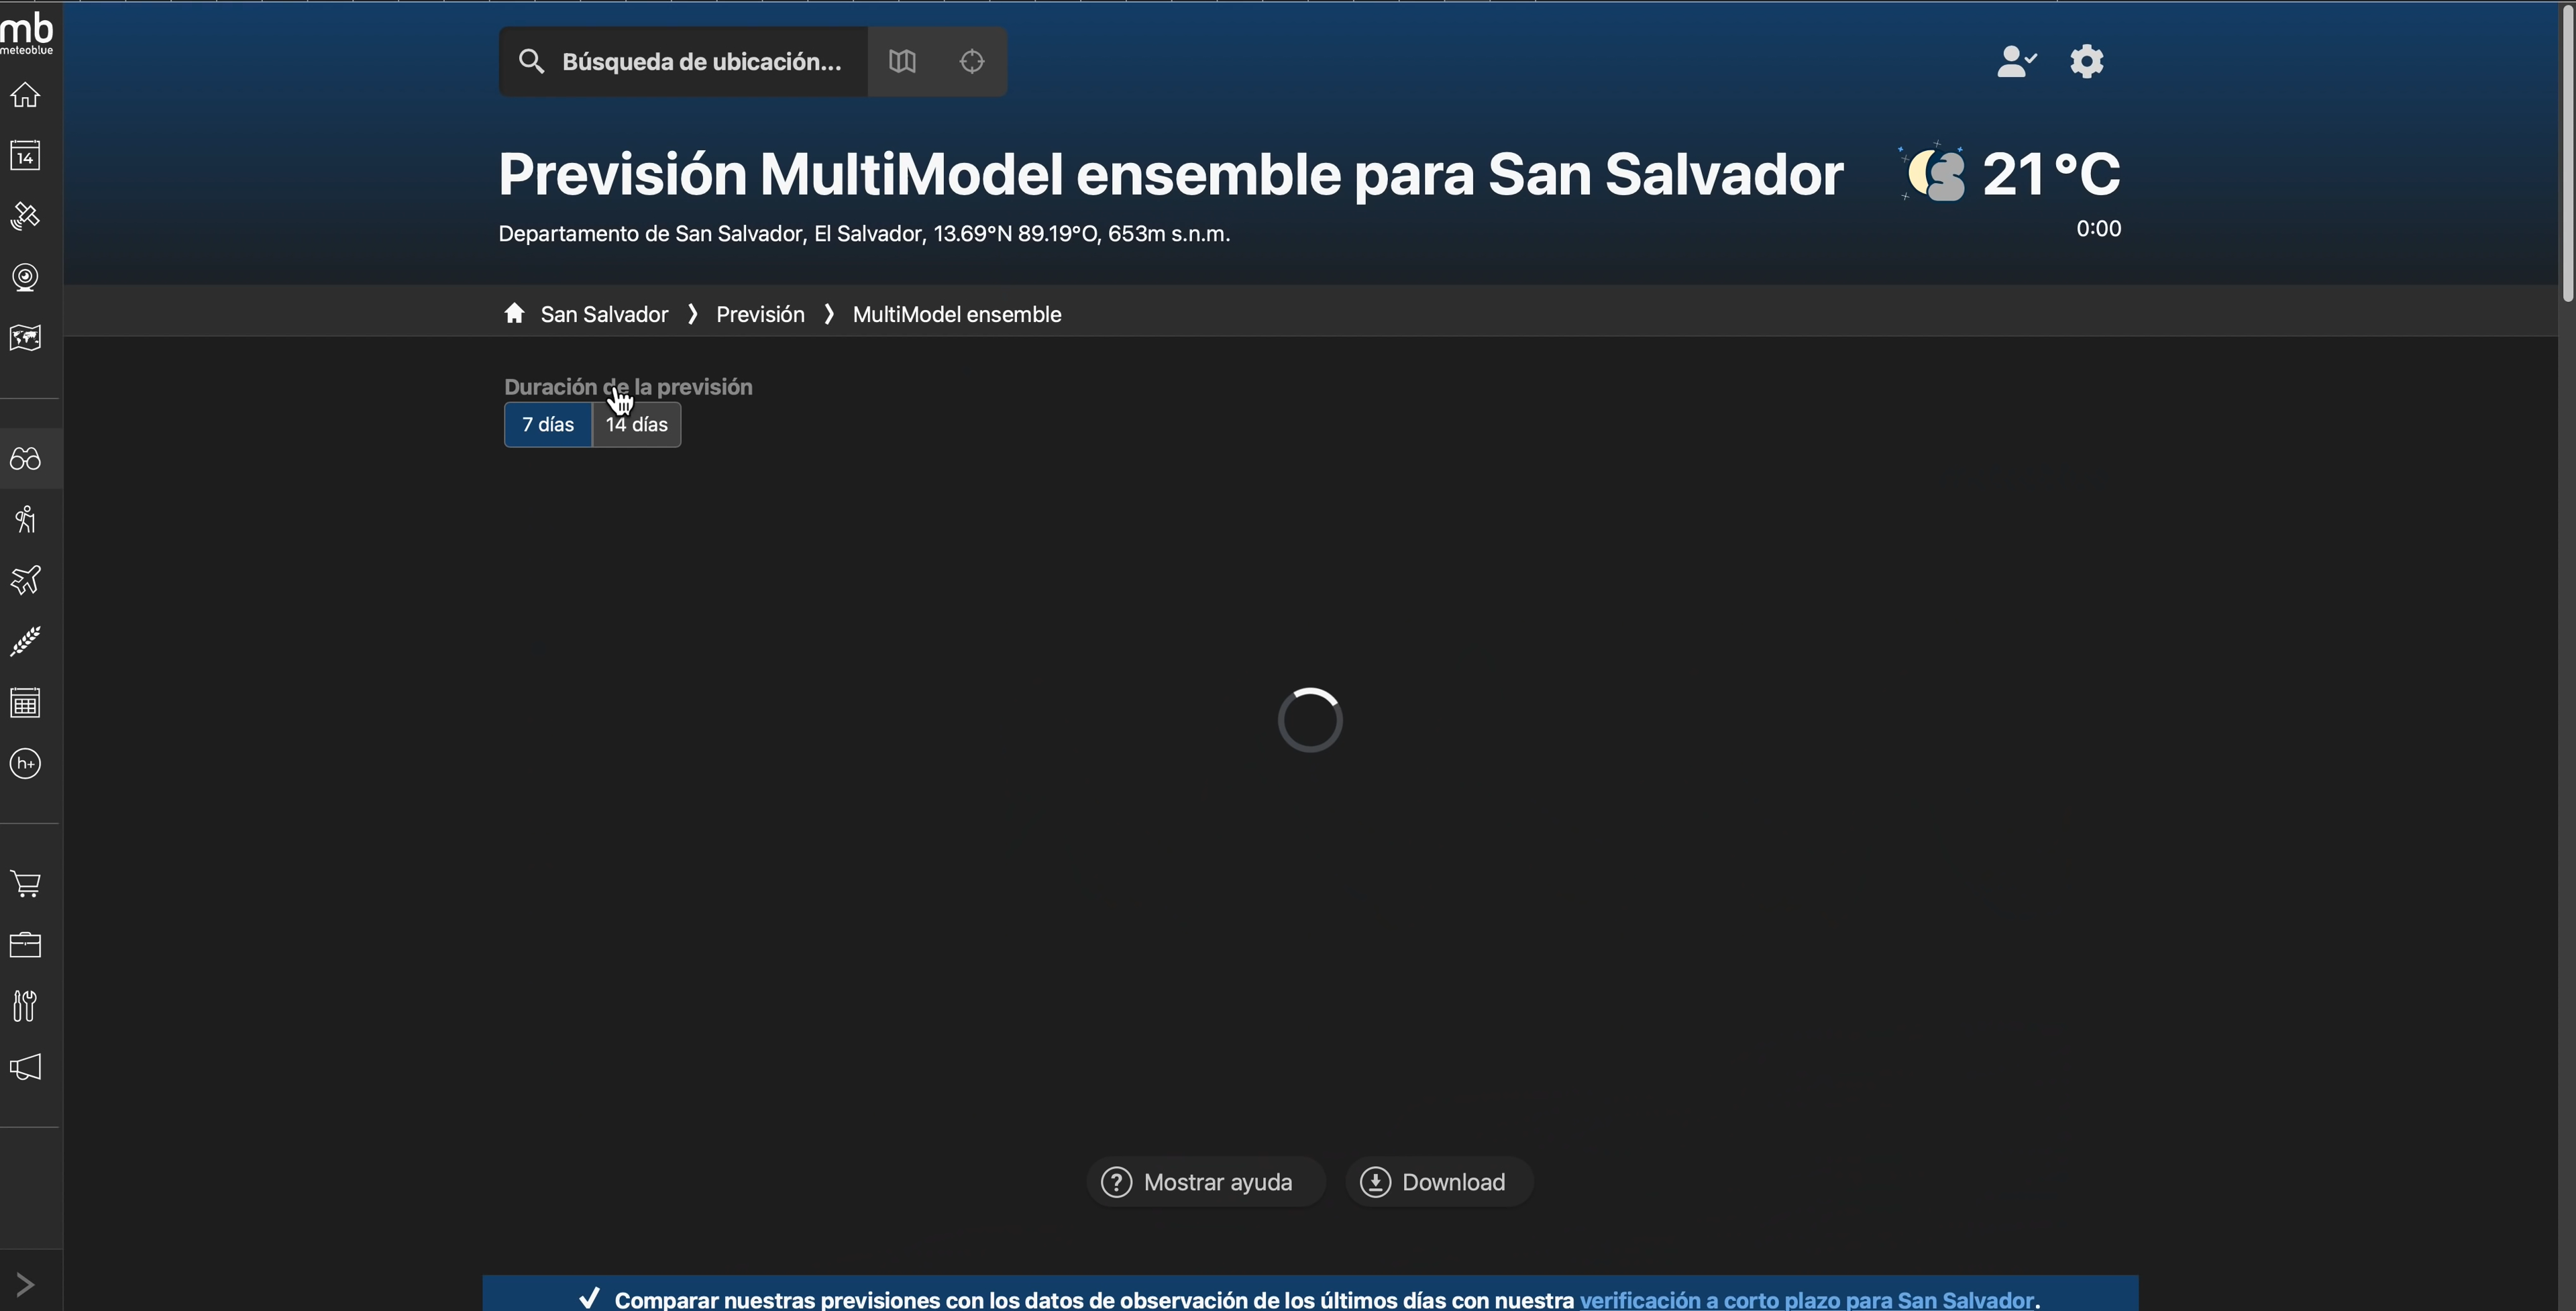 mb
meteoblue
Búsqueda de ubicación...
14
Previsión MultiModel ensemble para San Salvador
21 °C
Departamento de San Salvador, El Salvador, 13.69°N 89.19°O, 653m s.n.m.
0:00
San Salvador ❯ Previsión ❯ MultiModel ensemble
Duración de la previsión
7 días 14 días
h+
Mostrar ayuda
Download
Comparar nuestras previsiones con los datos de observación de los últimos días con nuestra verificación a corto plazo para San Salvador.